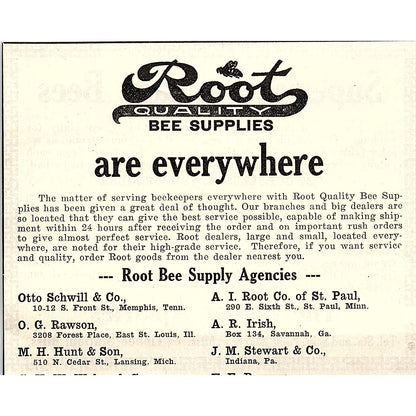 Root
QUALITY
BEE SUPPLIES
are everywhere
The matter of serving beekeepers everywhere with Root Quality Bee Sup-
plies has been given a great deal of thought. Our branches and big dealers are
so located that they can give the best service possible, capable of making ship-
ment within 24 hours after receiving the order and on important rush orders
to give almost perfect service. Root dealers, large and small, located every-
where, are noted for their high-grade service. Therefore, if you want service
and quality, order Root goods from the dealer nearest you.
--- Root Bee Supply Agencies ---
Otto Schwill & Co.,
10-12 S. Front St., Memphis, Tenn.
O. G. Rawson,
3208 Forest Place, East St. Louis, Ill.
M. H. Hunt & Son,
510 N. Cedar St., Lansing, Mich.
A. I. Root Co. of St. Paul,
290 E. Sixth St., St. Paul, Minn.
A. R. Irish,
Box 134, Savannah, Ga.
J. M. Stewart & Co.,
Indiana, Pa.